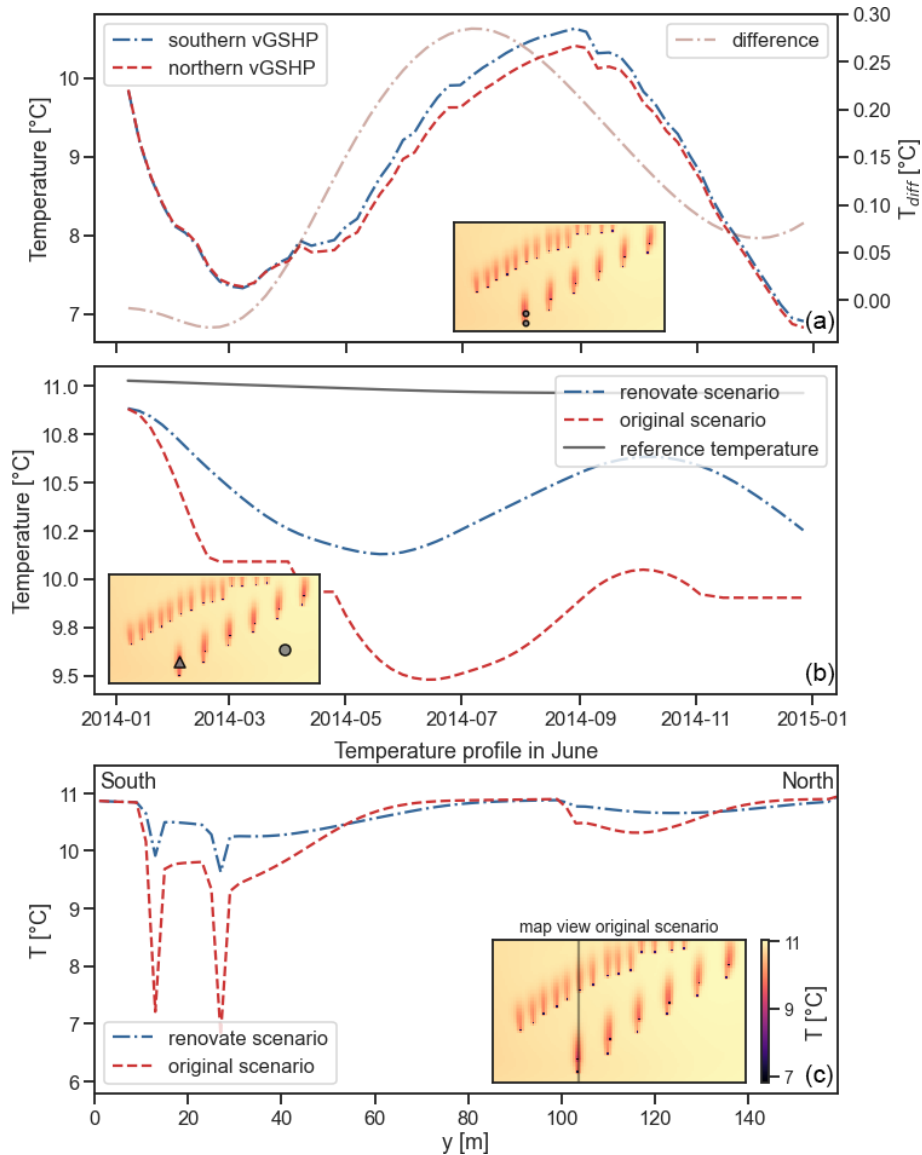 southern vGSHP
northern vGSHP
difference
Temperature [°C]
10
9
8
7
0.30
0.25
0.20
0.15
0.10
0.05
0.00
T_diff [°C]
(a)
Temperature [°C]
11.0
10.8
10.5
10.2
10.0
9.8
9.5
renovate scenario
original scenario
reference temperature
(b)
2014-01 2014-03 2014-05 2014-07 2014-09 2014-11 2015-01
Temperature profile in June
South
North
T [°C]
11
10
9
8
7
6
map view original scenario
11
9
7
T [°C]
renovate scenario
original scenario
(c)
0 20 40 60 80 100 120 140
y [m]